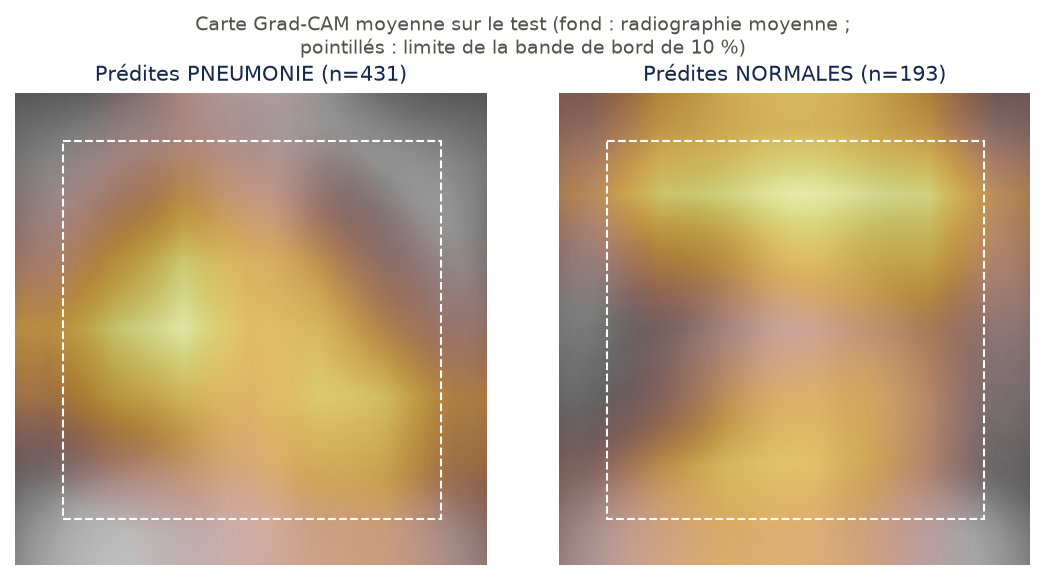 Carte Grad-CAM moyenne sur le test (fond : radiographie moyenne ;
pointillés : limite de la bande de bord de 10 %)
Prédites PNEUMONIE (n=431)
Prédites NORMALES (n=193)